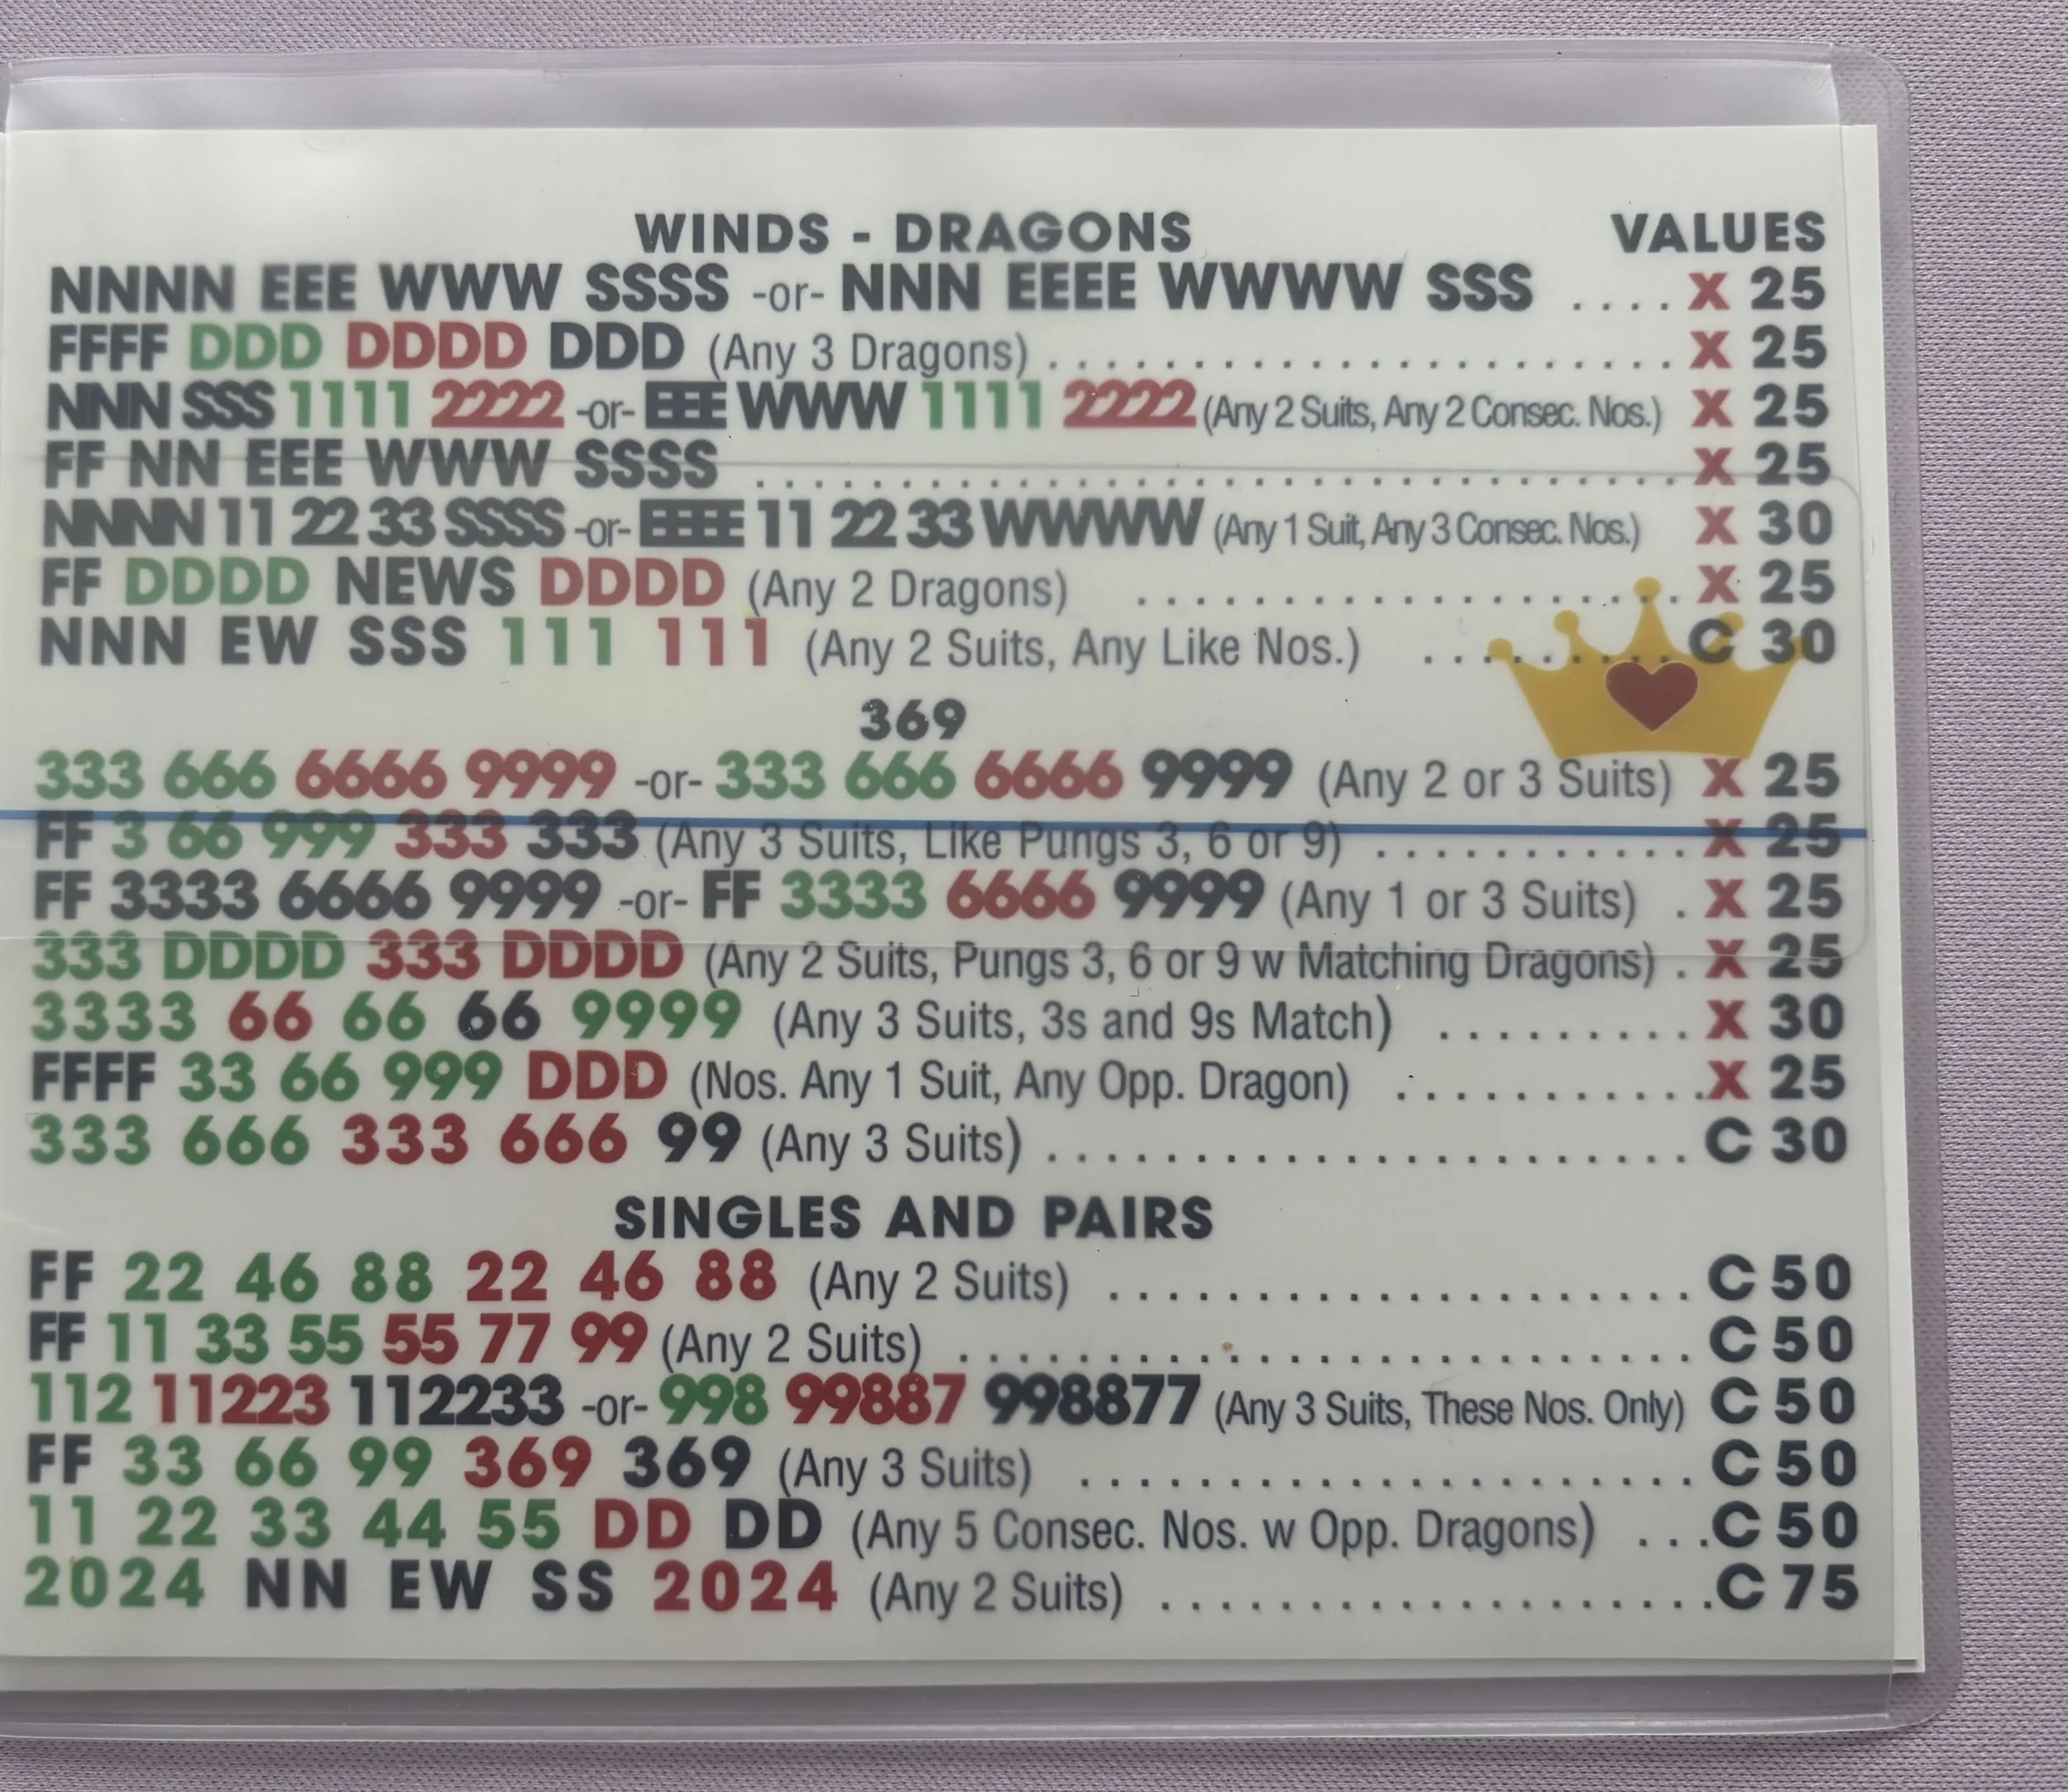 WINDS - DRAGONS VALUES
NNNN EEE WWW SSSS -or- NNN EEEE WWWW SSS .... X 25
FFFF DDD DDDD DDD (Any 3 Dragons) ..................... X 25
NNN SSS 1111 2222 -or- EEE WWW 1111 2222 (Any 2 Suits, Any 2 Consec. Nos.) X 25
FF NN EEE WWW SSSS ................................ X 25
NNNN 11 22 33 SSSS -or- EEEE 11 22 33 WWWW (Any 1 Suit, Any 3 Consec. Nos.) X 30
FF DDDD NEWS DDDD (Any 2 Dragons) ................... X 25
NNN EW SSS 111 111 (Any 2 Suits, Any Like Nos.) ......... C 30
369
333 666 6666 9999 -or- 333 666 6666 9999 (Any 2 or 3 Suits) X 25
FF 3 66 999 333 333 (Any 3 Suits, Like Pungs 3, 6 or 9) ........... X 25
FF 3333 6666 9999 -or- FF 3333 6666 9999 (Any 1 or 3 Suits) . X 25
333 DDDD 333 DDDD (Any 2 Suits, Pungs 3, 6 or 9 w Matching Dragons) . X 25
3333 66 66 66 9999 (Any 3 Suits, 3s and 9s Match) ......... X 30
FFFF 33 66 999 DDD (Nos. Any 1 Suit, Any Opp. Dragon) ........... X 25
333 666 333 666 99 (Any 3 Suits) ...................... C 30
SINGLES AND PAIRS
FF 22 46 88 22 46 88 (Any 2 Suits) .................... C 50
FF 11 33 55 55 77 99 (Any 2 Suits) ......................... C 50
112 11223 112233 -or- 998 99887 998877 (Any 3 Suits, These Nos. Only) C 50
FF 33 66 99 369 369 (Any 3 Suits) ..................... C 50
11 22 33 44 55 DD DD (Any 5 Consec. Nos. w Opp. Dragons) ... C 50
2024 NN EW SS 2024 (Any 2 Suits) ................... C 75